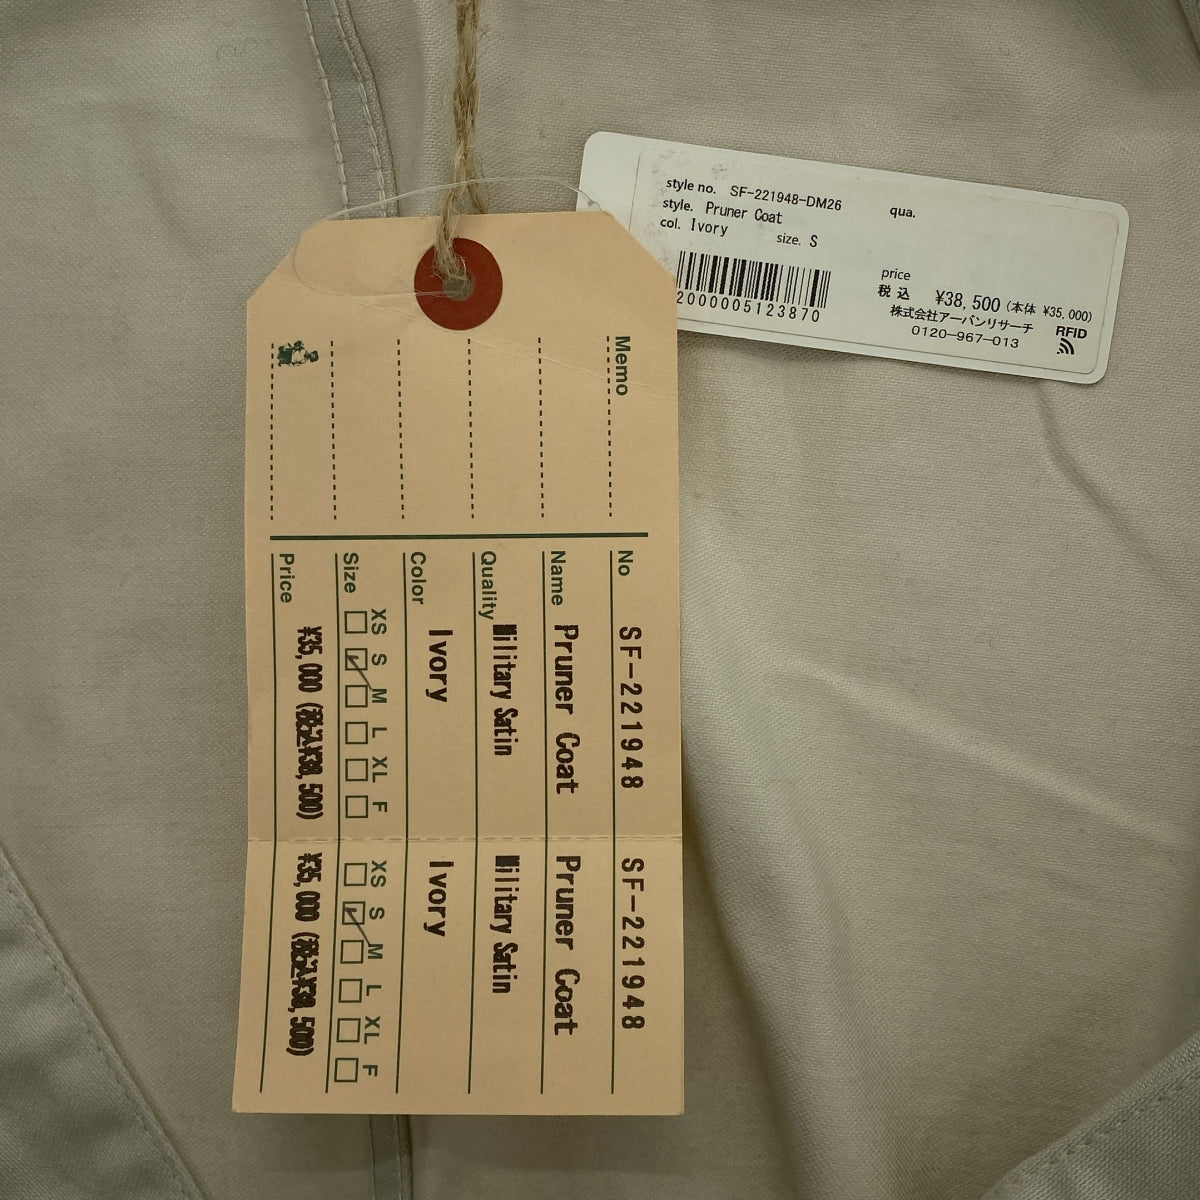 style no. SF-221948-DM26 qua.
style. Pruner Coat
col. Ivory size. S
2000005123870
price
税込 ¥38,500 (本体 ¥35,000)
株式会社アーバンリサーチ
0120-967-013
RFID
Memo
No SF-221948 SF-221948
Name Pruner Coat Pruner Coat
Quality Military Satin Military Satin
Color Ivory Ivory
Size XS S M L XL F XS S M L XL F
Price ¥35,000 (税込¥38,500) ¥35,000 (税込¥38,500)